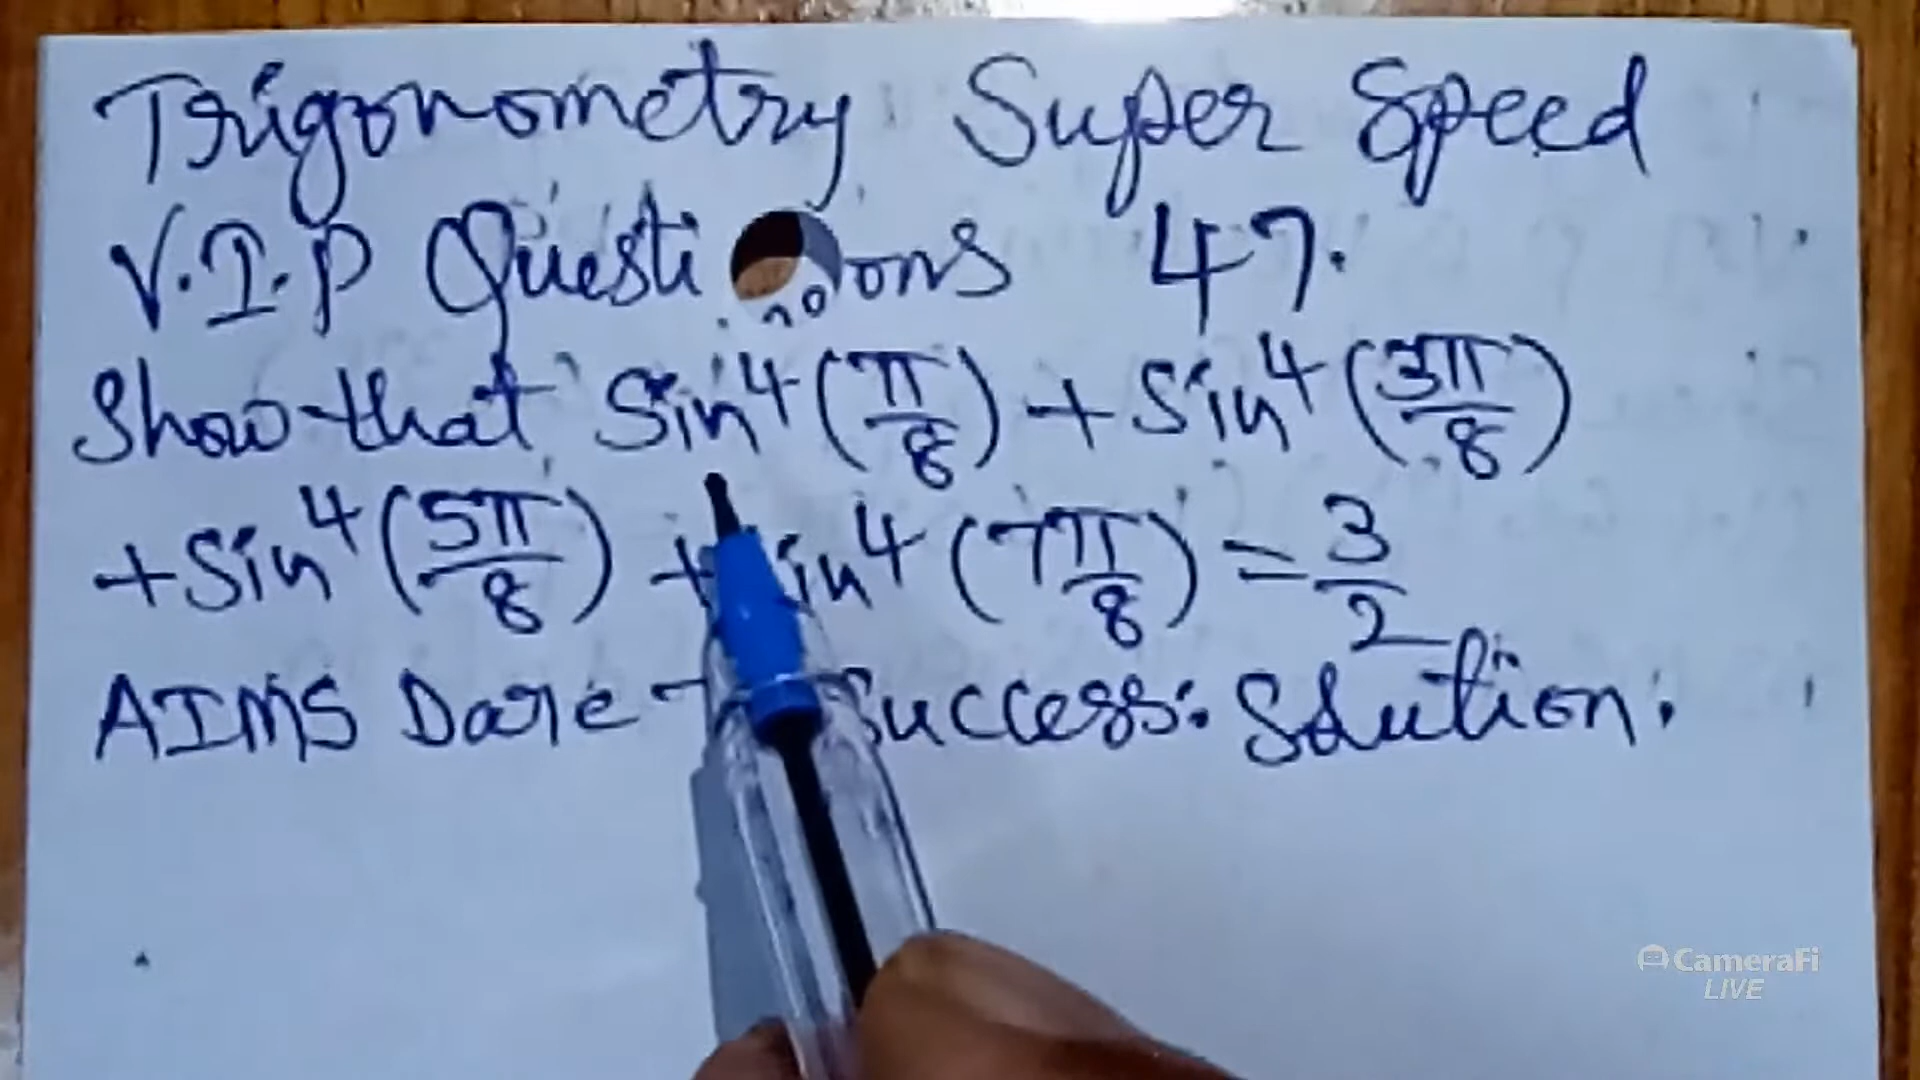 Trigonometry Super Speed
V.I.P Questions 47.
Show that Sin⁴(π/8) + Sin⁴(3π/8)
+ Sin⁴(5π/8) + Sin⁴(7π/8) = 3/2
AIMS Dare Success: Solution.
CameraFi
LIVE